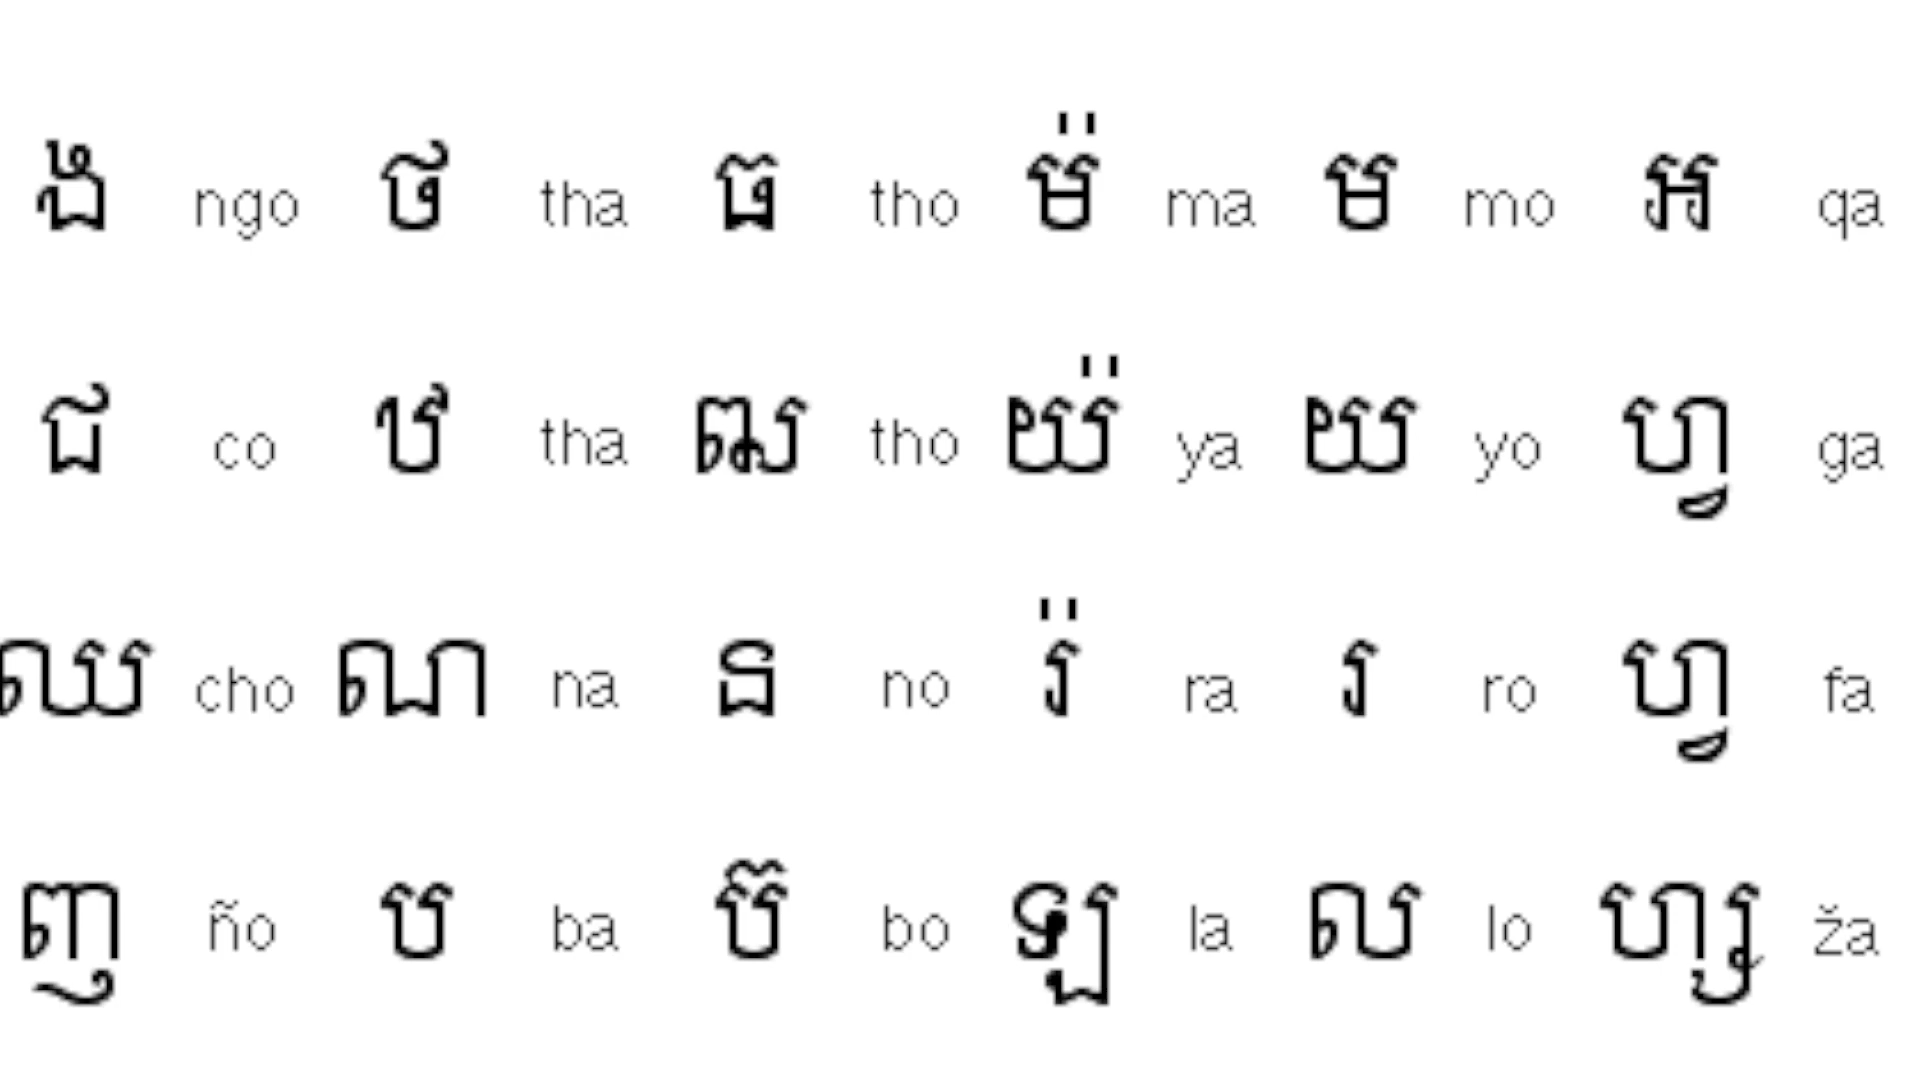 ង ngo ថ tha ធ tho ម៉ ma ម mo អ qa
ជ co ឋ tha ឍ tho យ៉ ya យ yo ហ្វ ga
ឈ cho ណ na ន no រ៉ ra រ ro ហ្វ fa
ញ ño ប ba ប៊ bo ឡ la ល lo ហ្ស ža